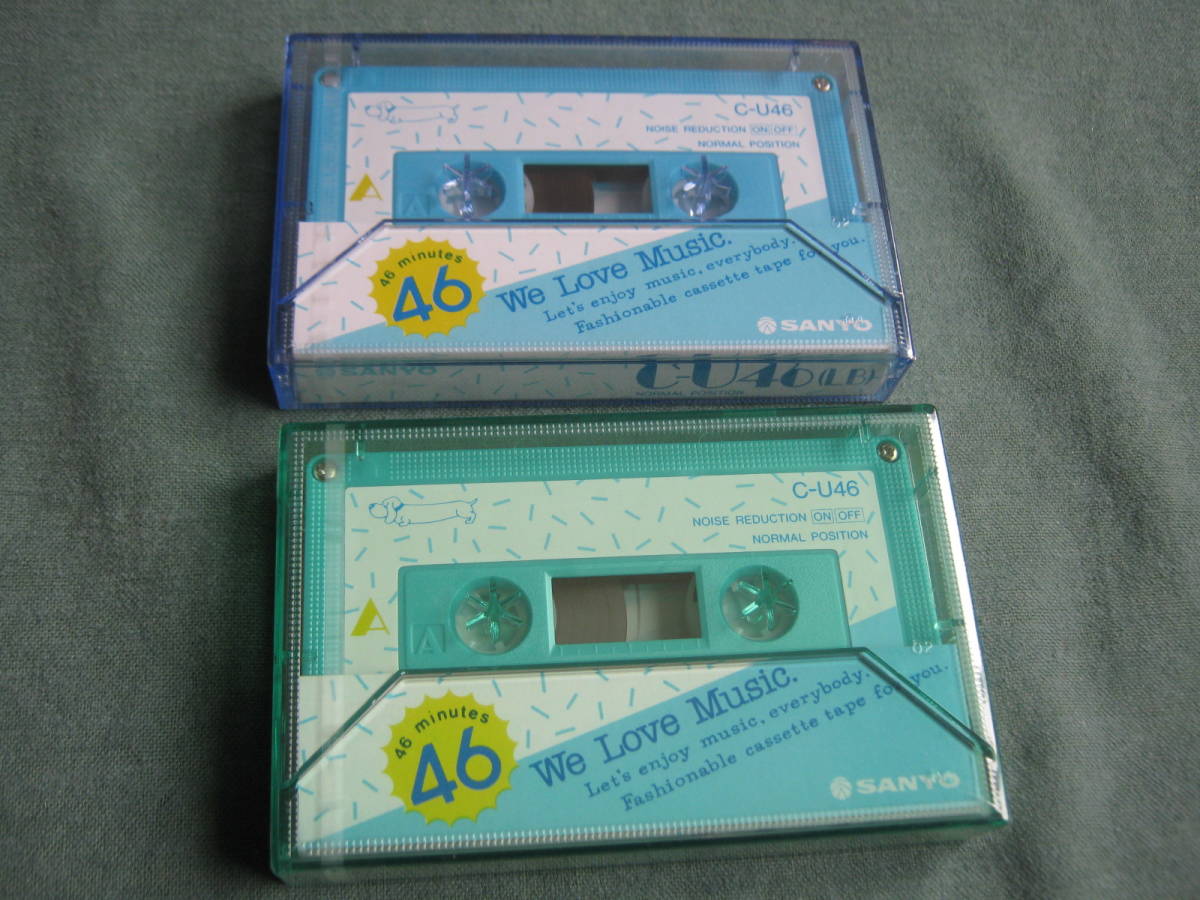 C-U46
NOISE REDUCTION ON OFF
NORMAL POSITION
A
A
46 minutes
46
We Love Music.
Let's enjoy music, everybody.
Fashionable cassette tape for you.
SANYO
SANYO
C-U46(LB)
NORMAL POSITION
C-U46
NOISE REDUCTION ON OFF
NORMAL POSITION
A
A
46 minutes
46
We Love Music.
Let's enjoy music, everybody.
Fashionable cassette tape for you.
SANYO